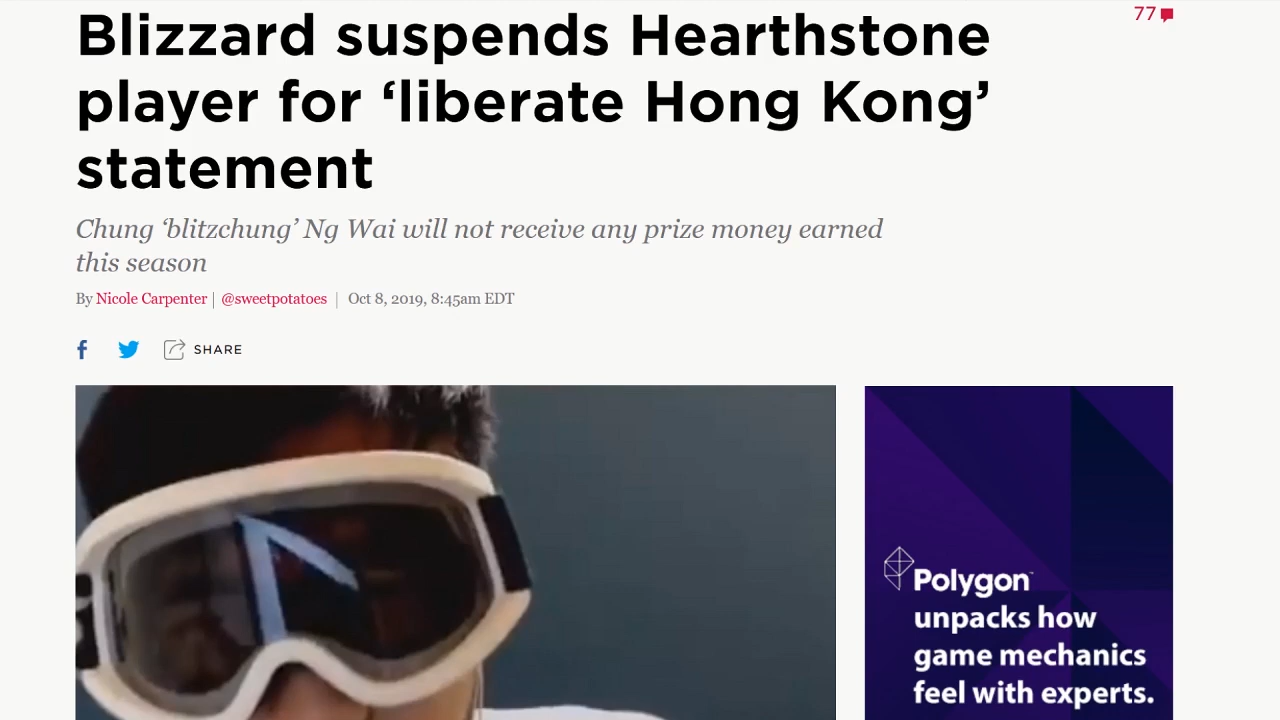 77
Blizzard suspends Hearthstone
player for ‘liberate Hong Kong’
statement
Chung ‘blitzchung’ Ng Wai will not receive any prize money earned
this season
By Nicole Carpenter | @sweetpotatoes | Oct 8, 2019, 8:45am EDT
SHARE
Polygon™
unpacks how
game mechanics
feel with experts.